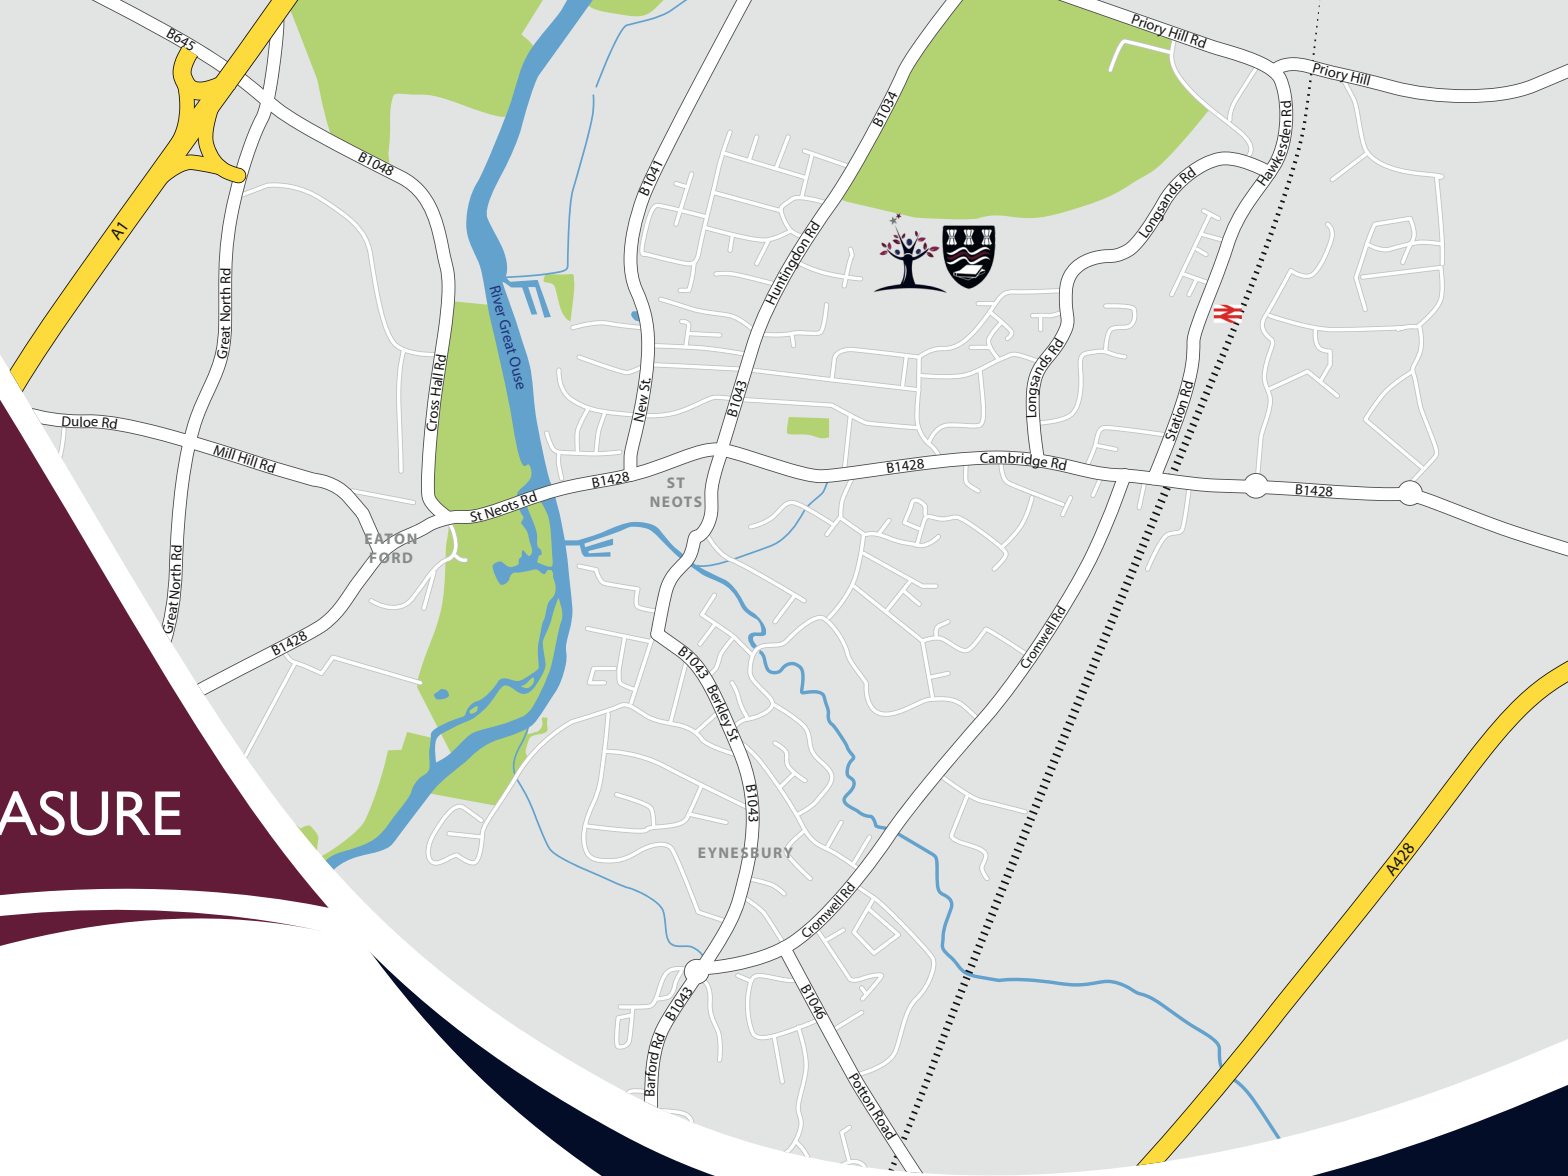 B645
Priory Hill Rd
Priory Hill
B1034
Hawkesden Rd
B1048
B1041
Longsands Rd
A1
Huntingdon Rd
Great North Rd
River Great Ouse
Longsands Rd
Cross Hall Rd
New St.
B1043
Station Rd
Duloe Rd
Mill Hill Rd
Cambridge Rd
B1428
B1428
B1428
ST
NEOTS
St Neots Rd
EATON
FORD
Great North Rd
B1428
Cromwell Rd
B1043
Berkley St
B1043
ASURE
EYNESBURY
A428
Cromwell Rd
B1043
B1046
Barford Rd
Potton Road